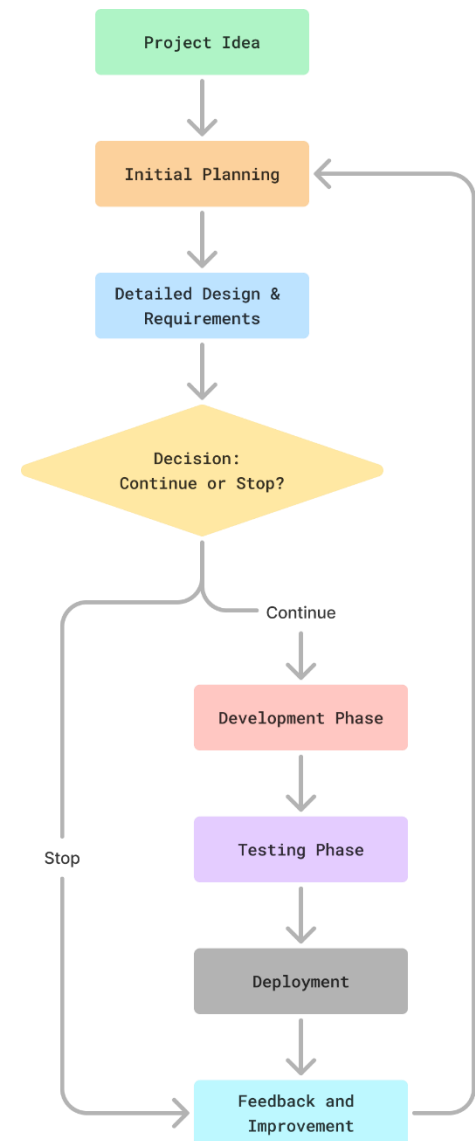 Project Idea
Initial Planning
Detailed Design &
Requirements
Decision:
Continue or Stop?
Continue
Development Phase
Testing Phase
Stop
Deployment
Feedback and
Improvement